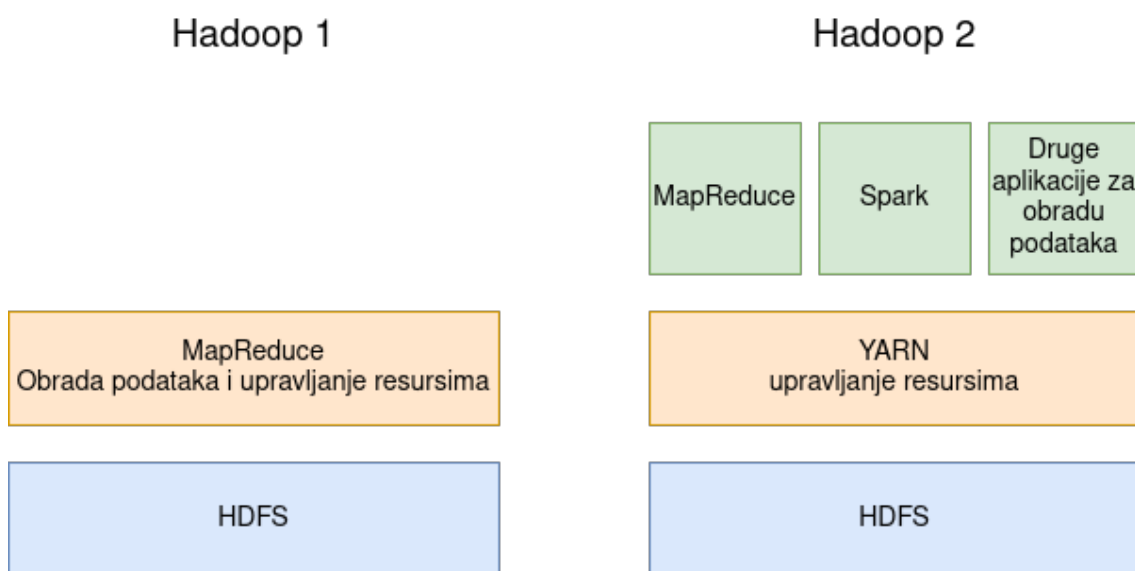 Hadoop 1
Hadoop 2
MapReduce
Spark
Druge
aplikacije za
obradu
podataka
MapReduce
Obrada podataka i upravljanje resursima
YARN
upravljanje resursima
HDFS
HDFS